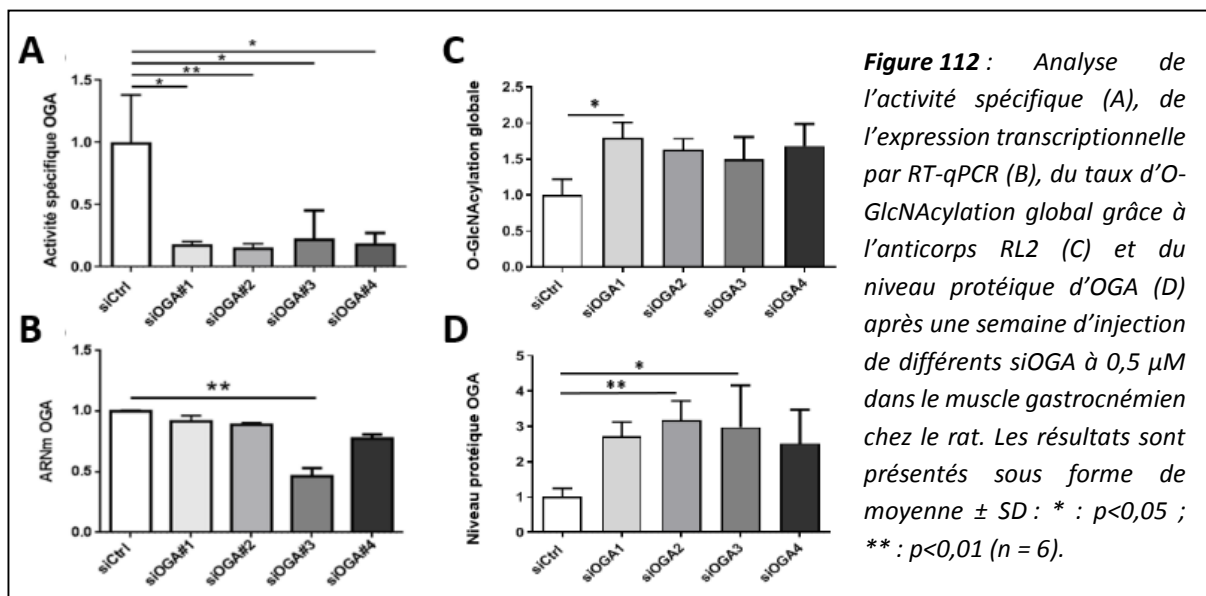 A
Activité spécifique OGA
1.5
1.0
0.5
0.0
*
*
**
*
siCtrl
siOGA#1
siOGA#2
siOGA#3
siOGA#4
B
ARNm OGA
1.5
1.0
0.5
0.0
**
siCtrl
siOGA#1
siOGA#2
siOGA#3
siOGA#4
C
O-GlcNAcylation globale
2.5
2.0
1.5
1.0
0.5
0.0
*
siCtrl
siOGA1
siOGA2
siOGA3
siOGA4
D
Niveau protéique OGA
5
4
3
2
1
0
*
**
siCtrl
siOGA1
siOGA2
siOGA3
siOGA4
Figure 112 : Analyse de
l’activité spécifique (A), de
l’expression transcriptionnelle
par RT-qPCR (B), du taux d’O-
GlcNAcylation global grâce à
l’anticorps RL2 (C) et du
niveau protéique d’OGA (D)
après une semaine d’injection
de différents siOGA à 0,5 µM
dans le muscle gastrocnémien
chez le rat. Les résultats sont
présentés sous forme de
moyenne ± SD : * : p<0,05 ;
** : p<0,01 (n = 6).